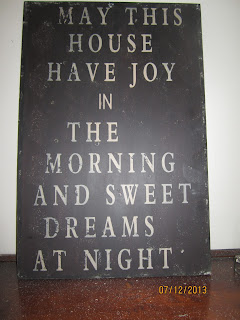 MAY THIS
HOUSE
HAVE JOY
IN
THE
MORNING
AND SWEET
DREAMS
AT NIGHT
07/12/2013